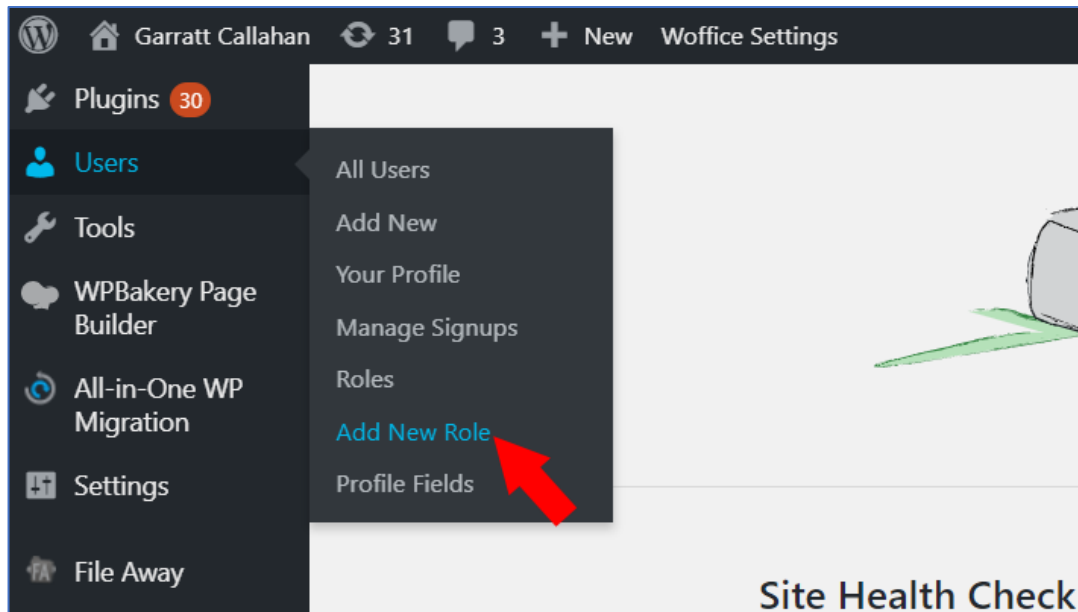 Garratt Callahan 31 3 New Woffice Settings
Plugins 30
Users
Tools
WPBakery Page
Builder
All-in-One WP
Migration
Settings
FA File Away
All Users
Add New
Your Profile
Manage Signups
Roles
Add New Role
Profile Fields
Site Health Check